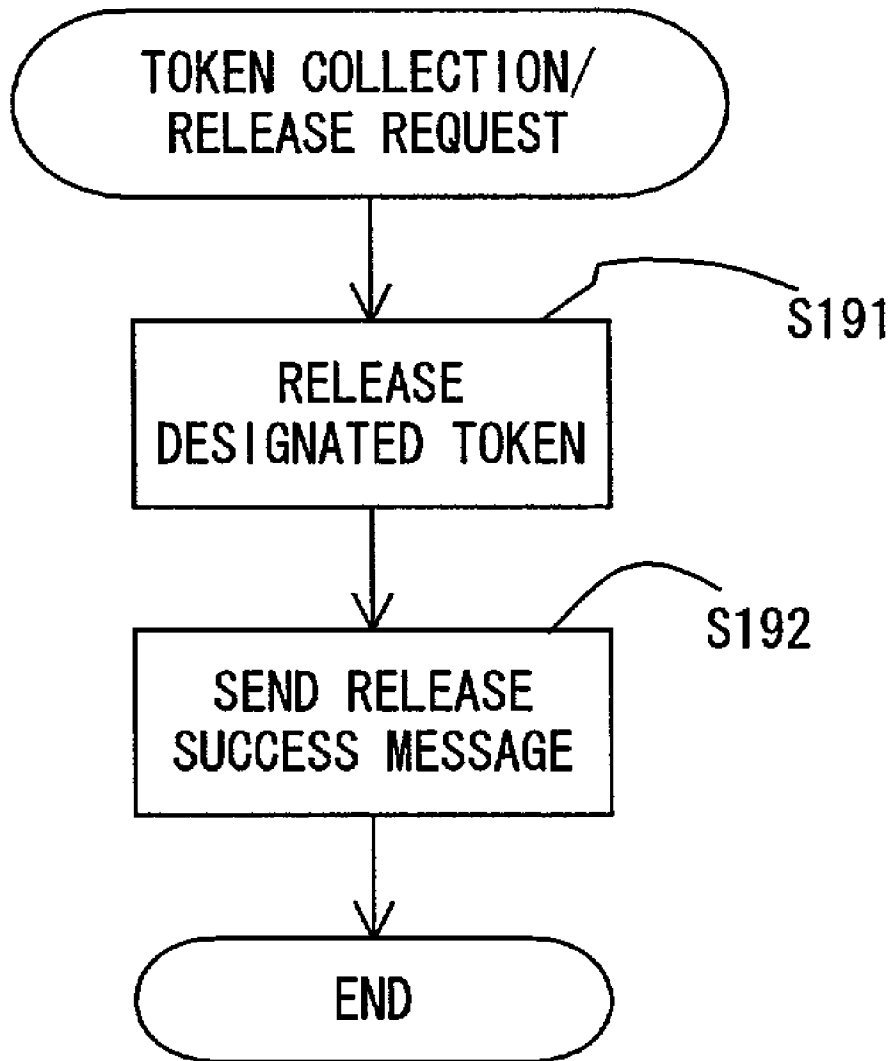 TOKEN COLLECTION/
RELEASE REQUEST
S191
RELEASE
DESIGNATED TOKEN
S192
SEND RELEASE
SUCCESS MESSAGE
END